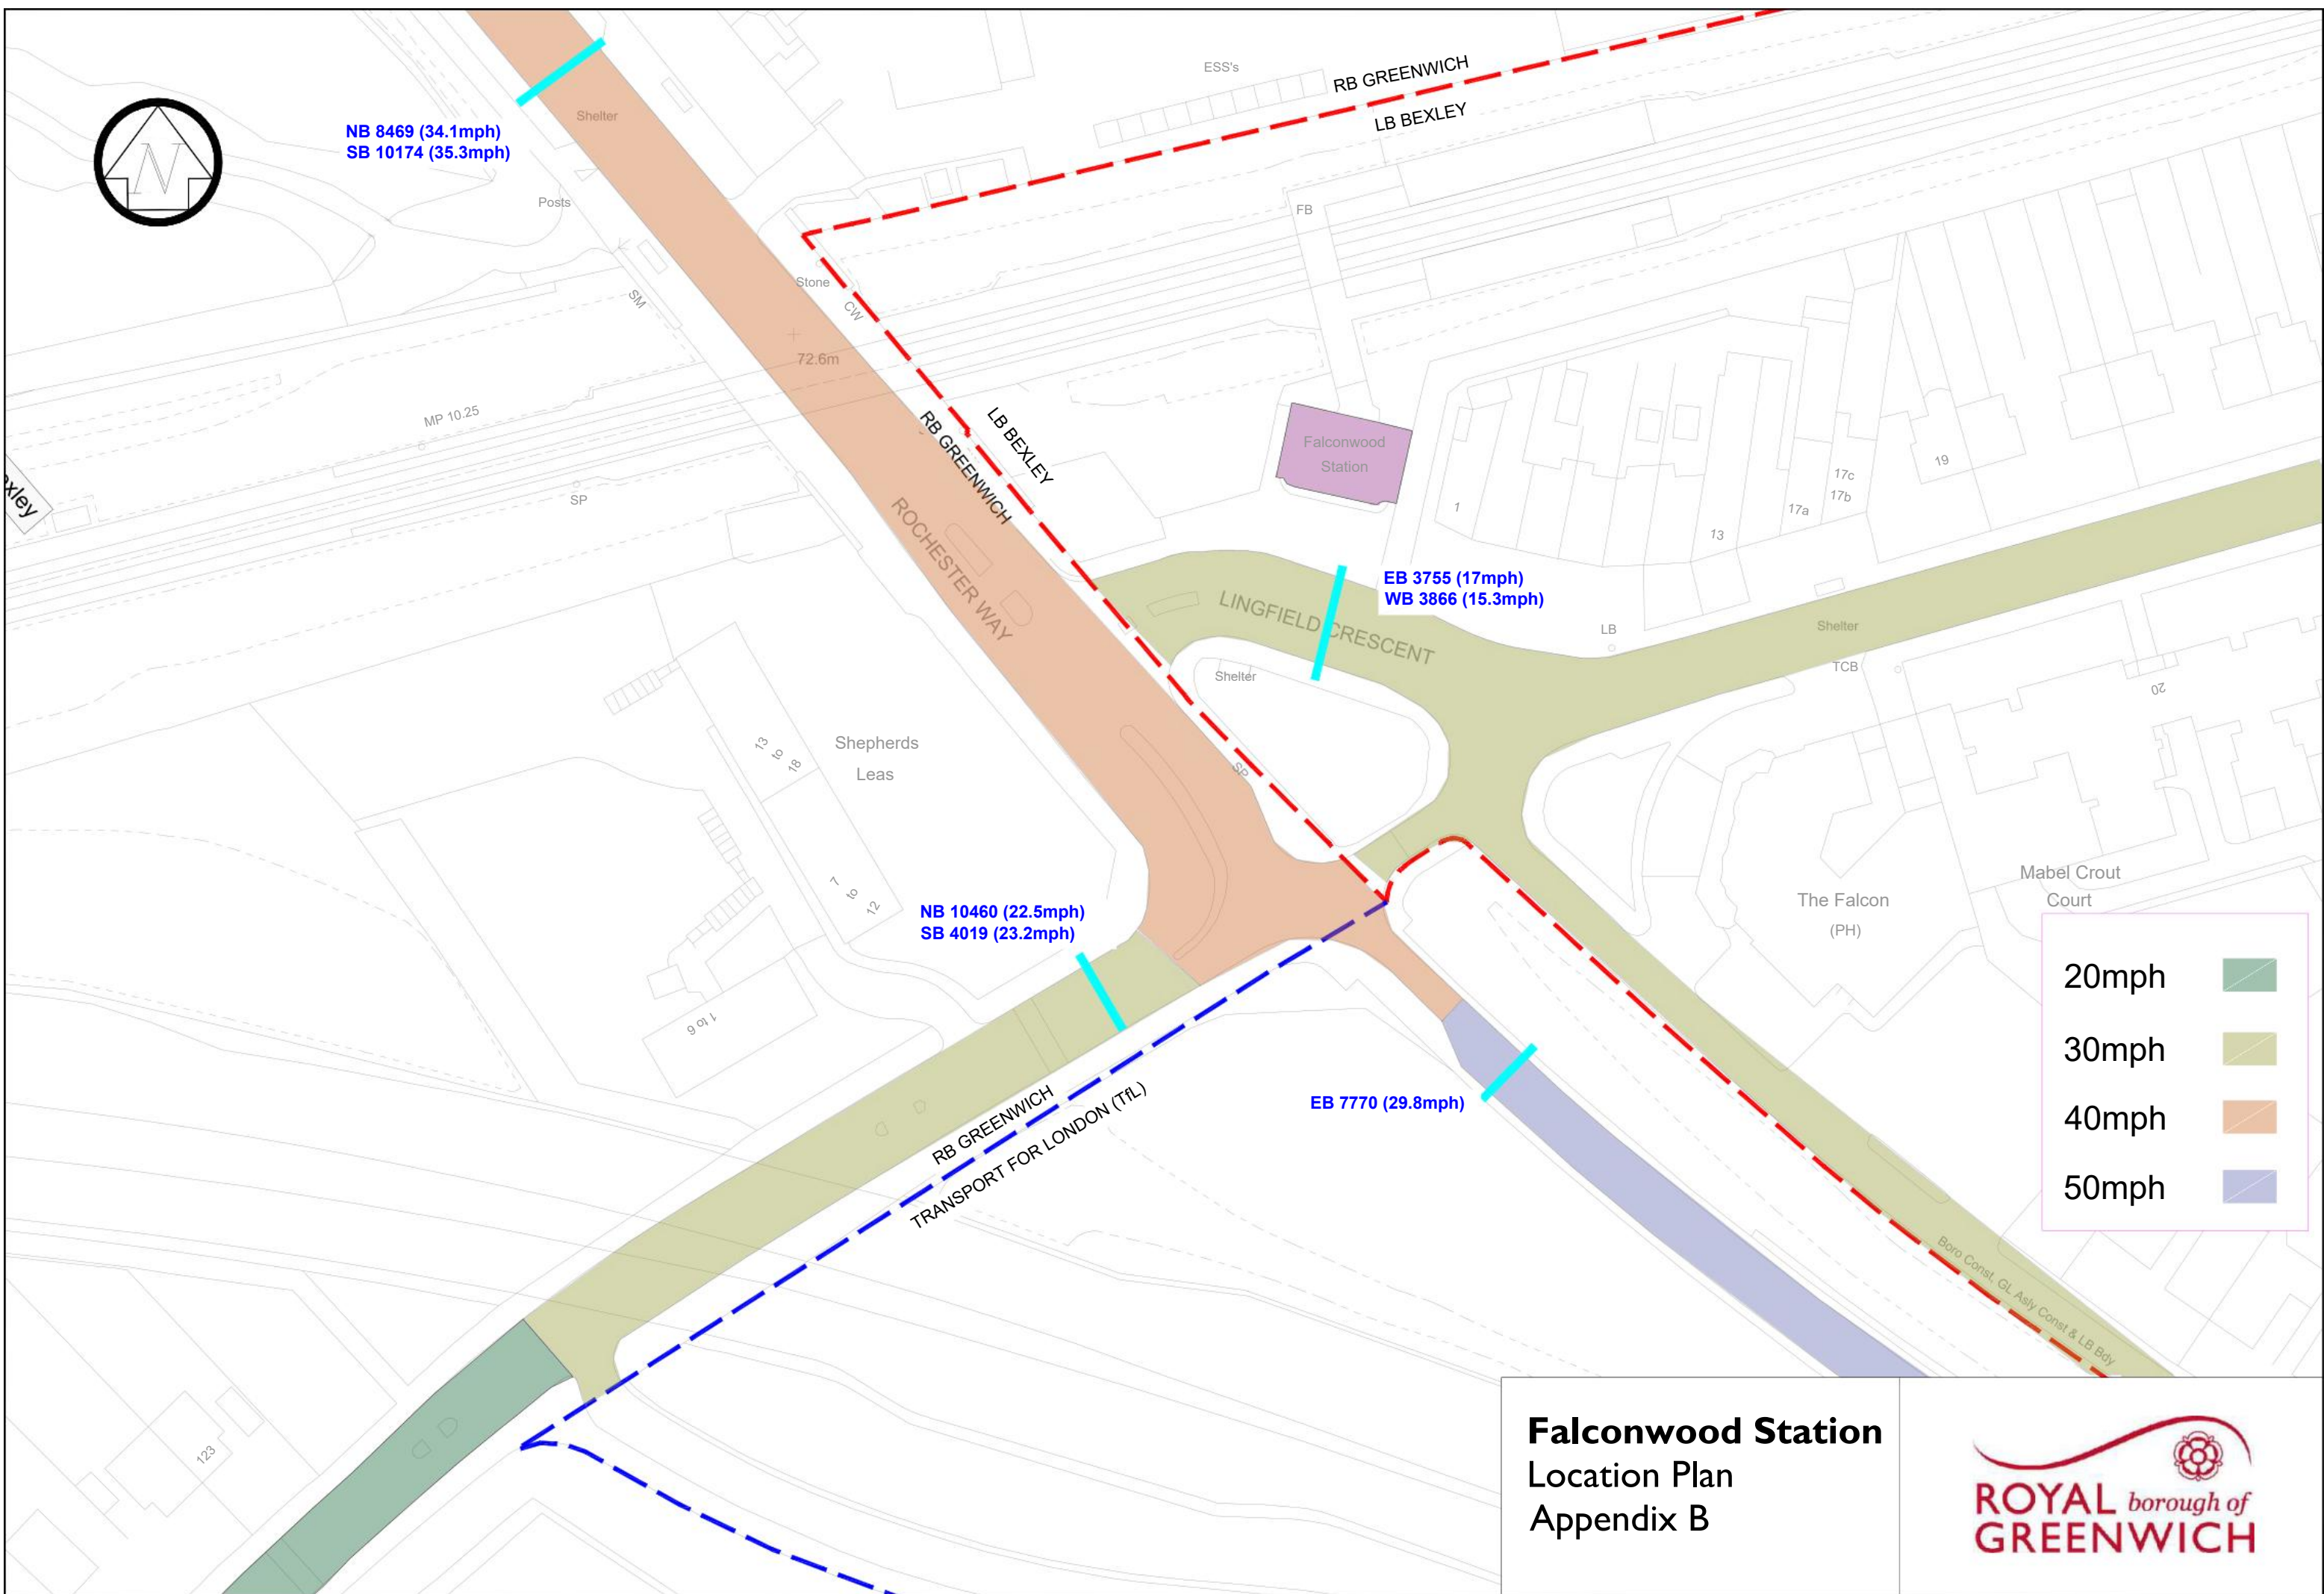 RB GREENWICH
LB BEXLEY
ESS's
Shelter
NB 8469 (34.1mph)
SB 10174 (35.3mph)
N
Posts
FB
SM
Stone
CW
72.6m
MP 10.25
SP
exley
LB BEXLEY
RB GREENWICH
ROCHESTER WAY
Falconwood
Station
1
13
17a
17b
17c
19
EB 3755 (17mph)
WB 3866 (15.3mph)
LINGFIELD CRESCENT
LB
Shelter
TCB
20
Shelter
SP
Shepherds
Leas
13
to
18
7
to
12
1 to 6
NB 10460 (22.5mph)
SB 4019 (23.2mph)
The Falcon
(PH)
Mabel Crout
Court
20mph
30mph
40mph
50mph
EB 7770 (29.8mph)
RB GREENWICH
TRANSPORT FOR LONDON (TfL)
Boro Const, GL Asly Const & LB Bdy
123
Falconwood Station
Location Plan
Appendix B
ROYAL borough of
GREENWICH